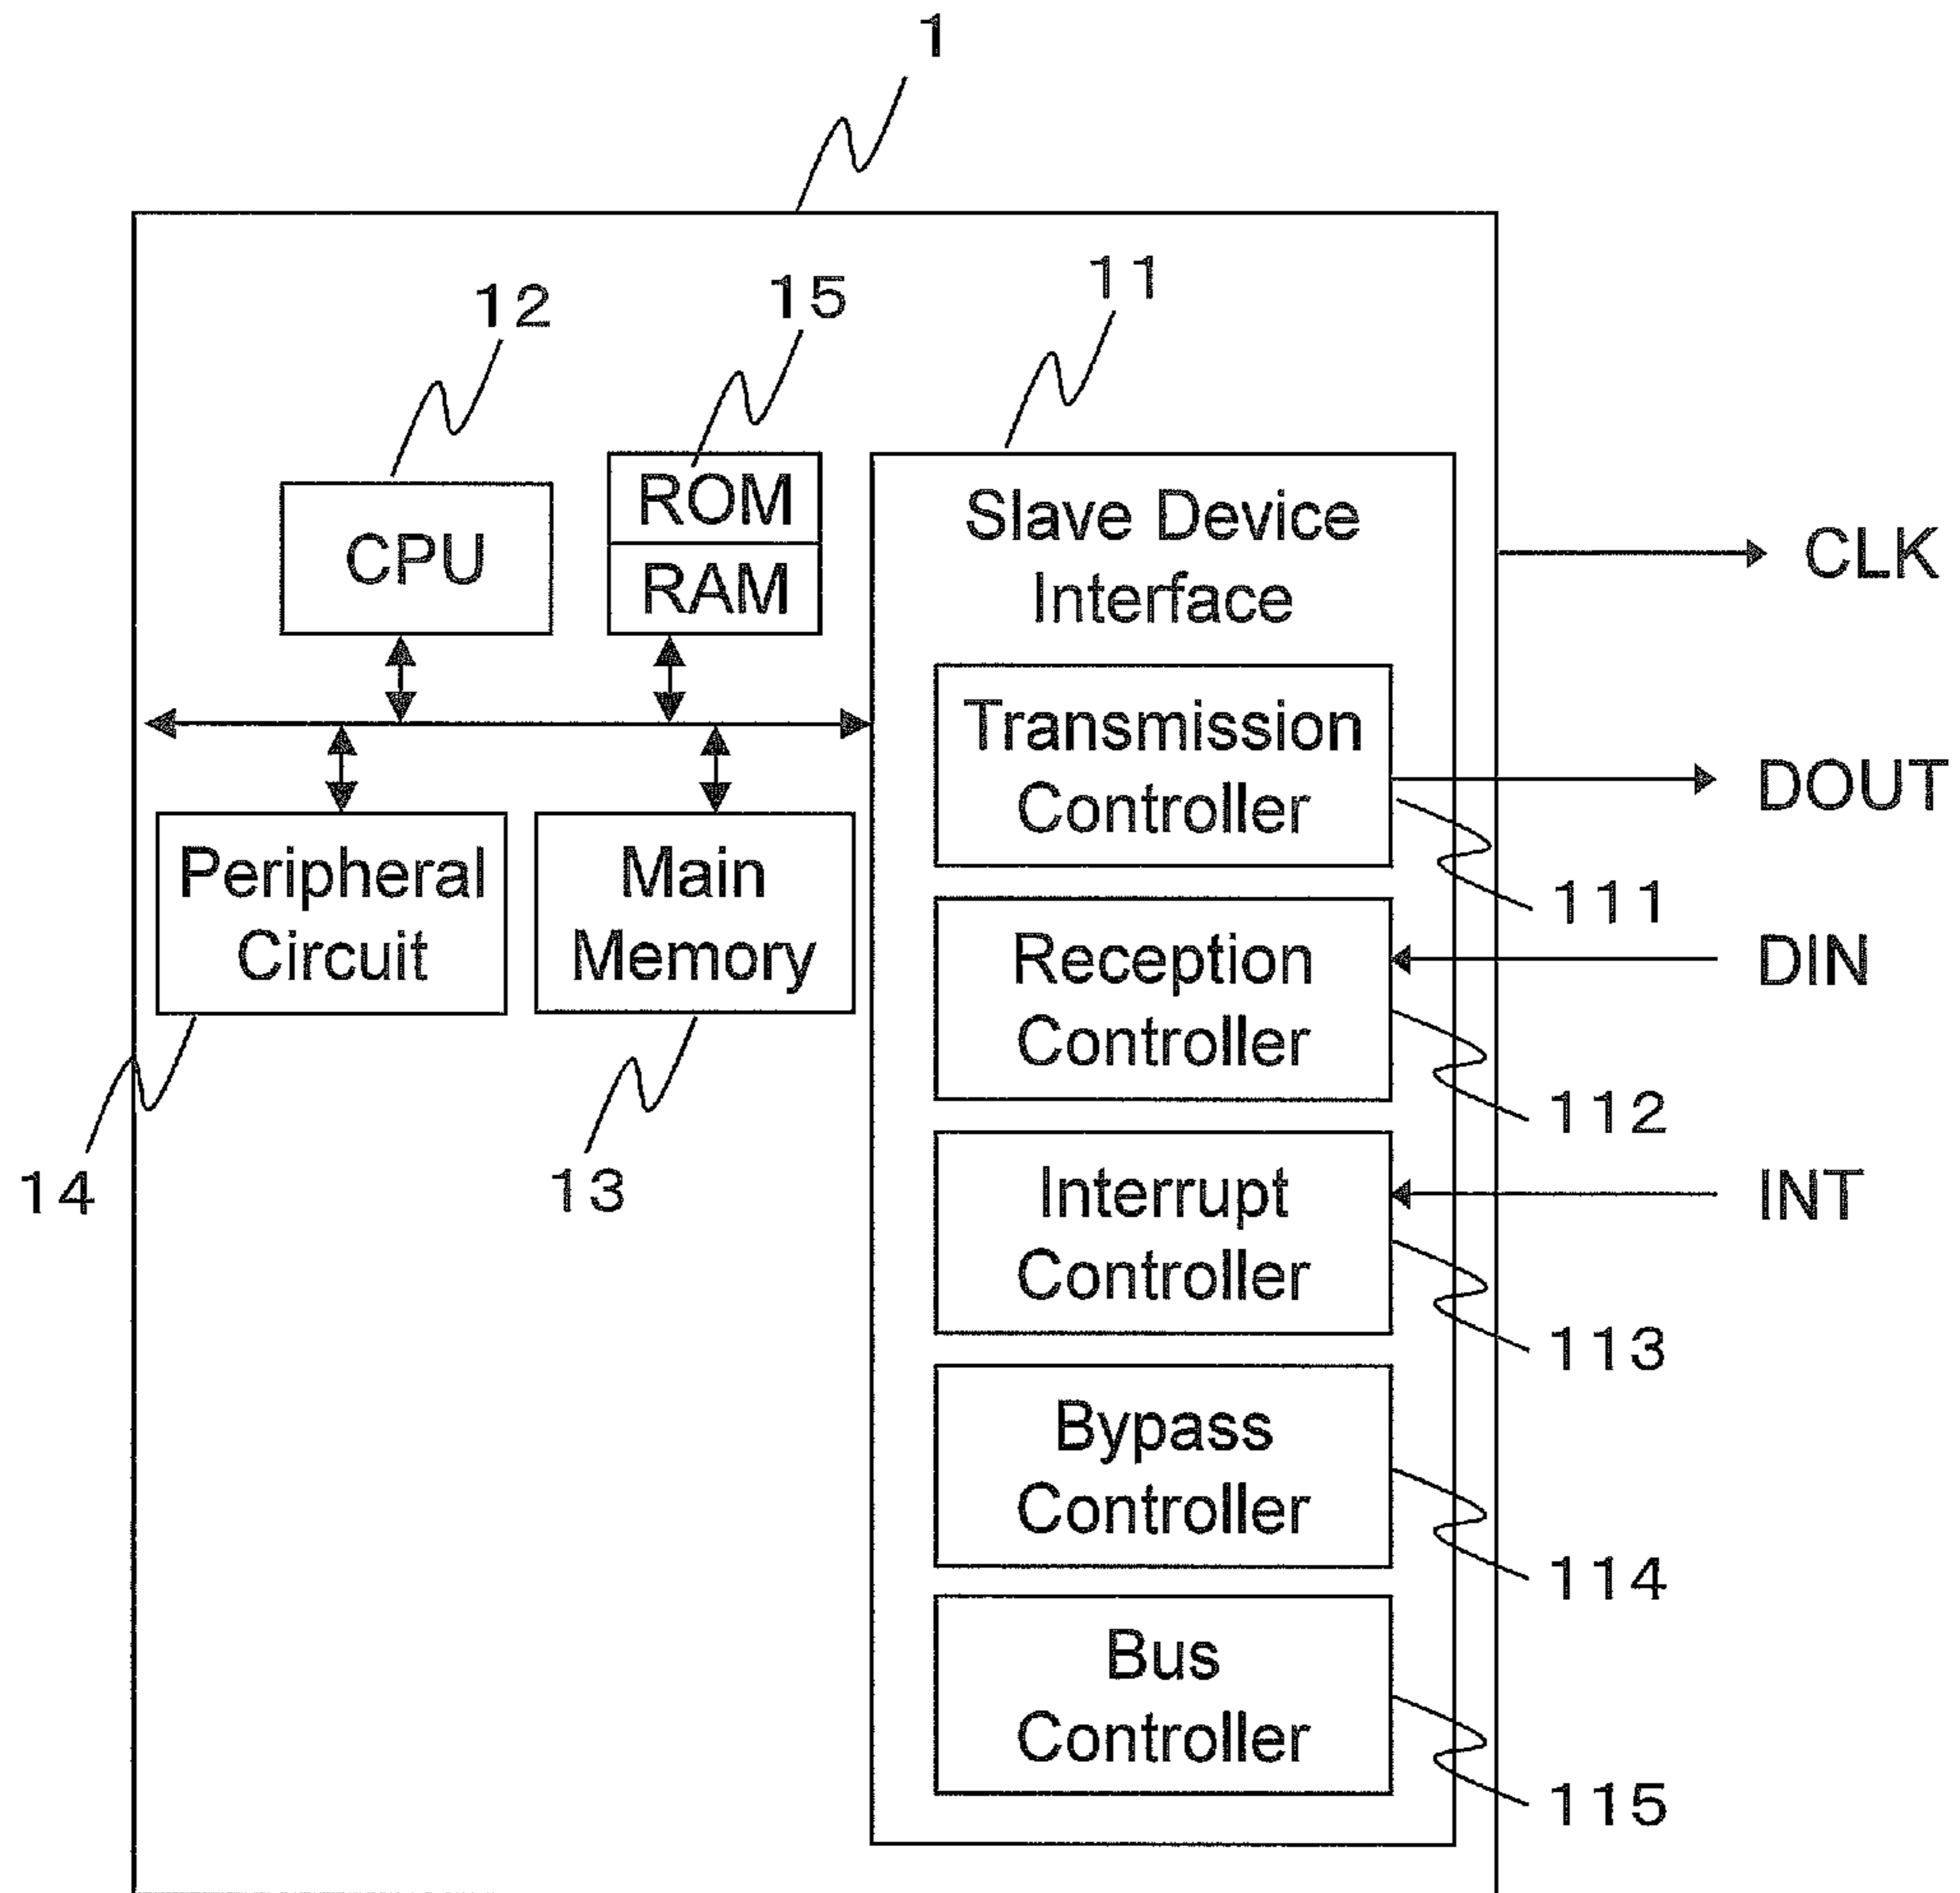 1
12
15
11
CPU
ROM
RAM
Slave Device
Interface
CLK
Transmission
Controller
DOUT
111
Peripheral
Circuit
Main
Memory
Reception
Controller
DIN
112
14
13
Interrupt
Controller
INT
113
Bypass
Controller
114
Bus
Controller
115